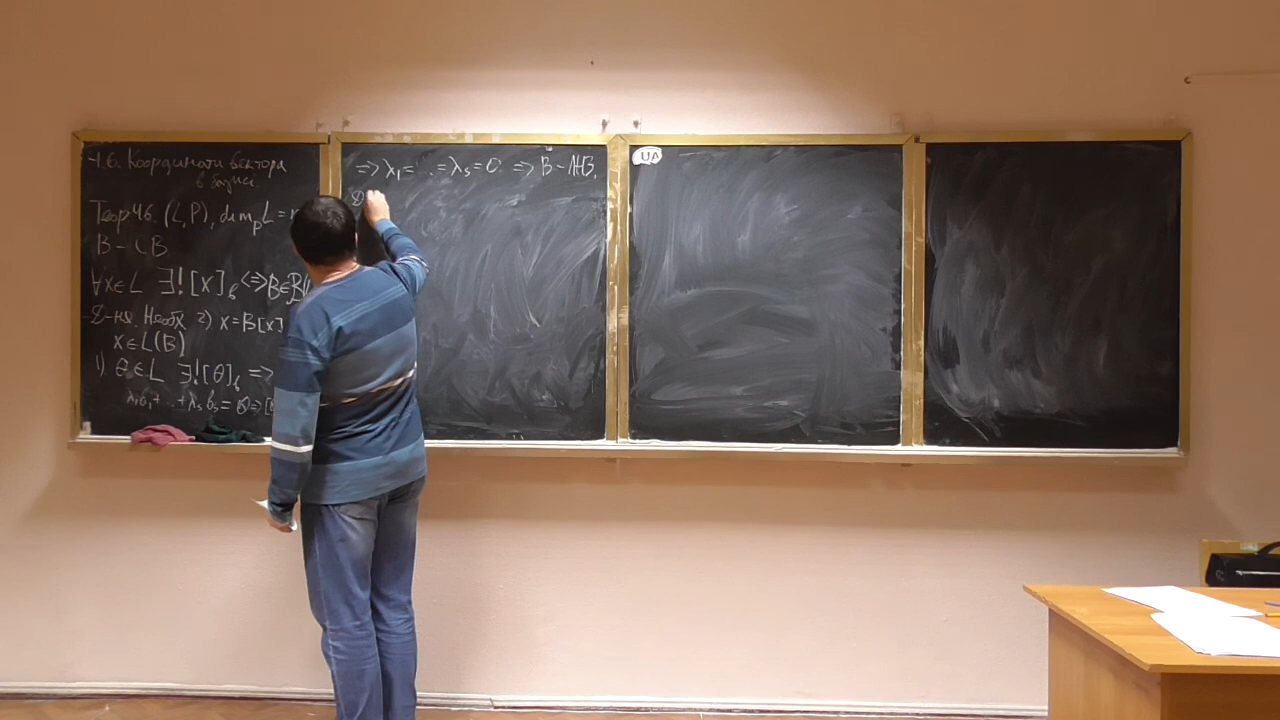 4.6. Координати вектора
в базисі.
Теор 4.6. (L,P), dim_P L =
B – СВ
∀x∈L ∃![x]_B <=> B∈B(
Д-ня. Необх. 2) x=B[x]
x∈L(B)
1) θ∈L ∃![θ]_B =>
λ₁b₁+...+λₛbₛ = θ =>
=> λ₁= ... =λₛ=0 => B – ЛНВ.
UA